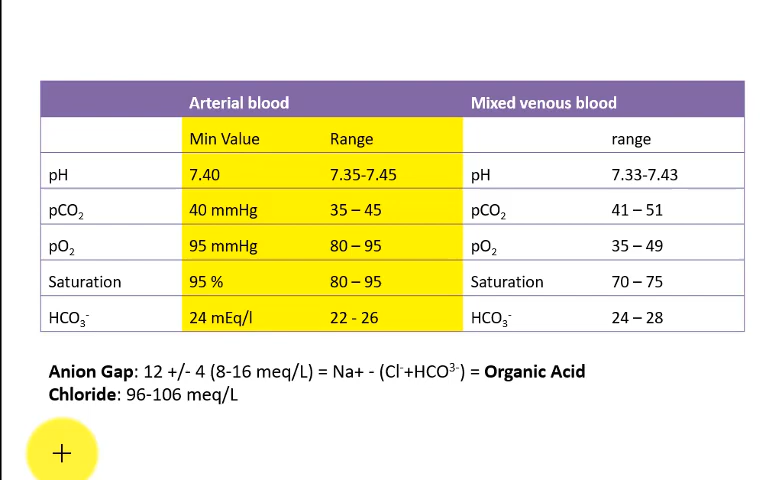 Arterial blood Mixed venous blood
Min Value Range range
pH 7.40 7.35-7.45 pH 7.33-7.43
pCO₂ 40 mmHg 35 – 45 pCO₂ 41 – 51
pO₂ 95 mmHg 80 – 95 pO₂ 35 – 49
Saturation 95 % 80 – 95 Saturation 70 – 75
HCO₃⁻ 24 mEq/l 22 - 26 HCO₃⁻ 24 – 28
Anion Gap: 12 +/- 4 (8-16 meq/L) = Na+ - (Cl⁻+HCO³⁻) = Organic Acid
Chloride: 96-106 meq/L